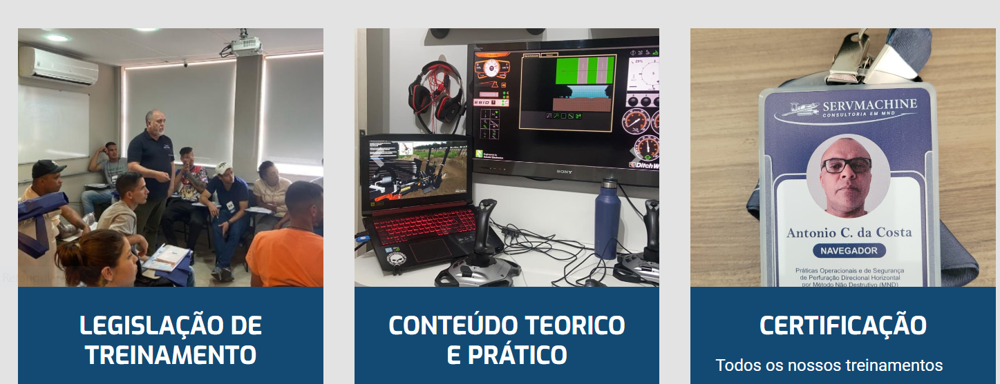 LEGISLAÇÃO DE
TREINAMENTO
SONY
CONTEÚDO TEORICO
E PRÁTICO
SERVMACHINE
CONSULTORIA EM MND
Antonio C. da Costa
NAVEGADOR
Práticas Operacionais e de Segurança
de Perfuração Direcional Horizontal
por Método Não Destrutivo (MND)
CERTIFICAÇÃO
Todos os nossos treinamentos